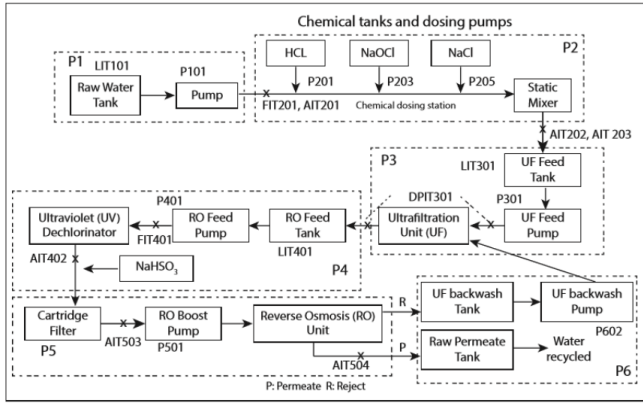 Chemical tanks and dosing pumps
P1
LIT101
Raw Water
Tank
P101
Pump
P2
HCL
NaOCl
NaCl
P201
P203
P205
FIT201, AIT201
Chemical dosing station
Static
Mixer
AIT202, AIT 203
P3
LIT301
UF Feed
Tank
DPIT301
P301
Ultrafiltration
Unit (UF)
UF Feed
Pump
P401
Ultraviolet (UV)
Dechlorinator
RO Feed
Pump
RO Feed
Tank
FIT401
LIT401
AIT402
NaHSO3
P4
Cartridge
Filter
RO Boost
Pump
Reverse Osmosis (RO)
Unit
P5
AIT503
P501
AIT504
R
UF backwash
Tank
UF backwash
Pump
P602
P
Raw Permeate
Tank
Water
recycled
P6
P: Permeate R: Reject